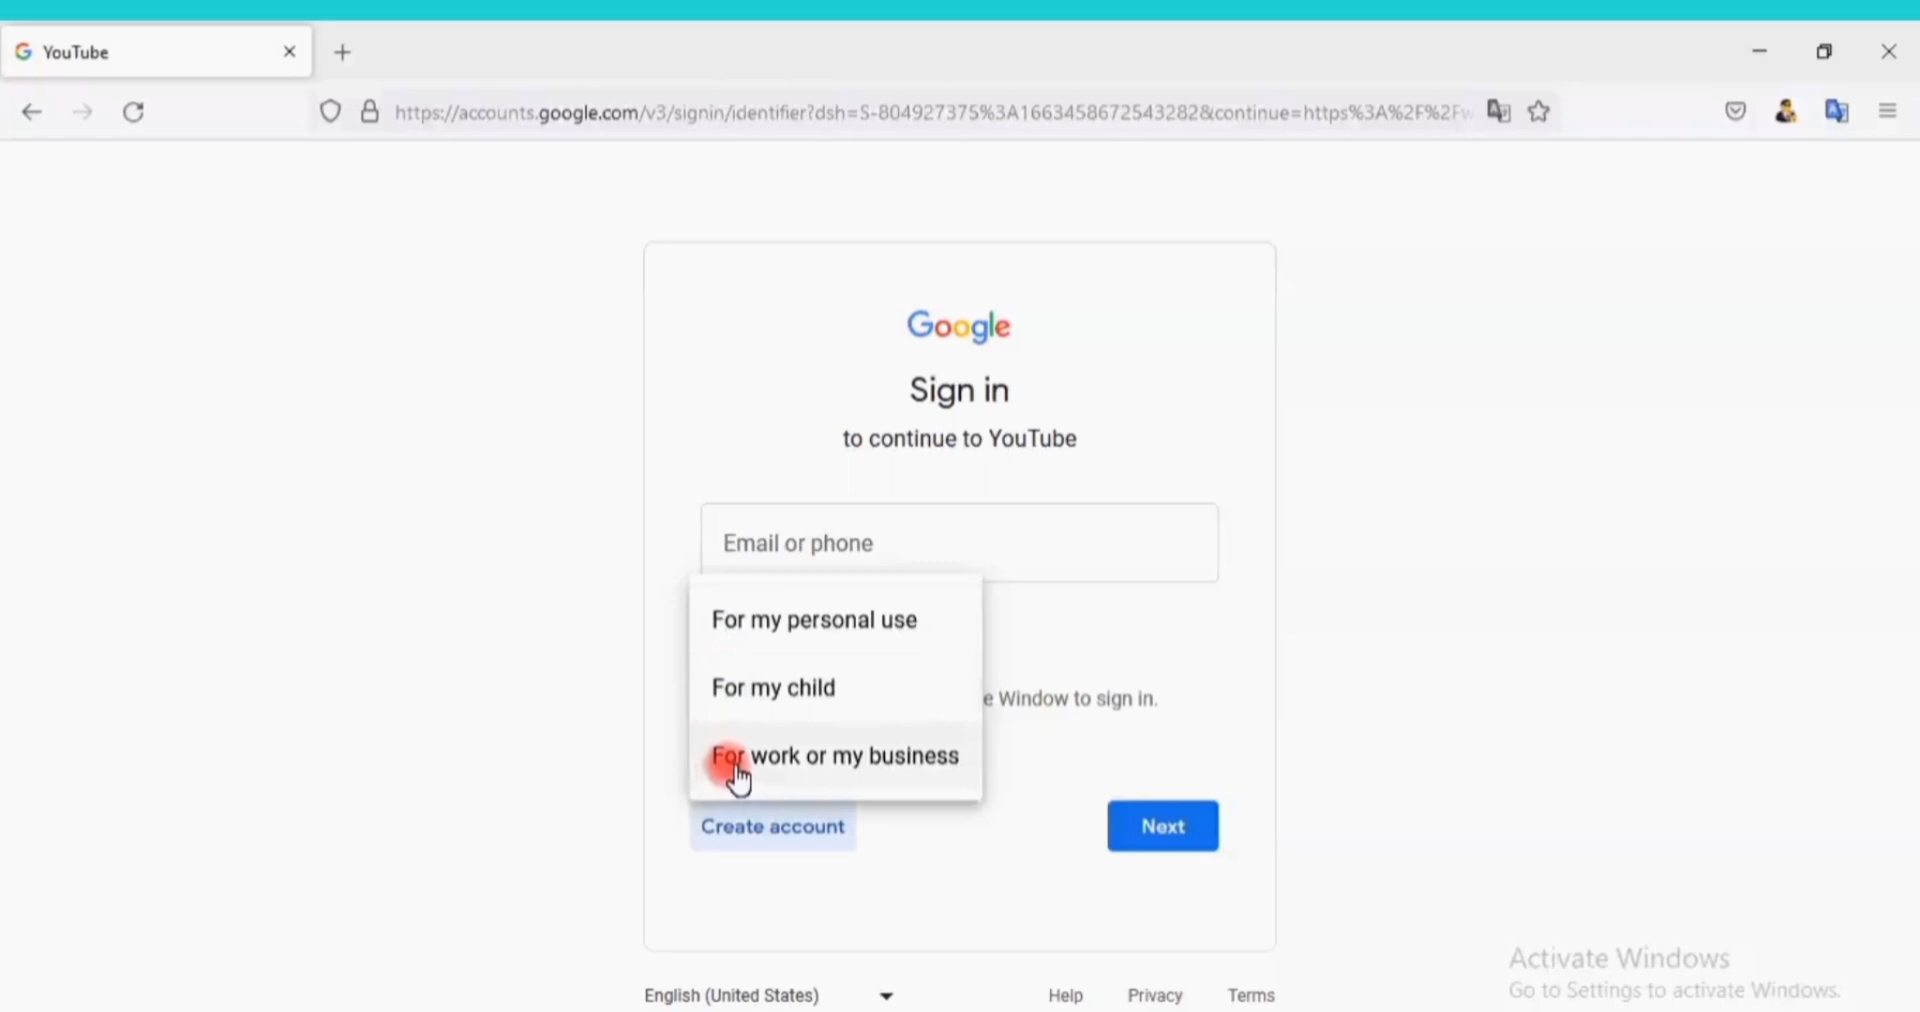 YouTube
https://accounts.google.com/v3/signin/identifier?dsh=S-804927375%3A1663458672543282&continue=https%3A%2F%2Fw
Google
Sign in
to continue to YouTube
Email or phone
For my personal use
For my child
e Window to sign in.
For work or my business
Create account
Next
English (United States)
Help
Privacy
Terms
Activate Windows
Go to Settings to activate Windows.